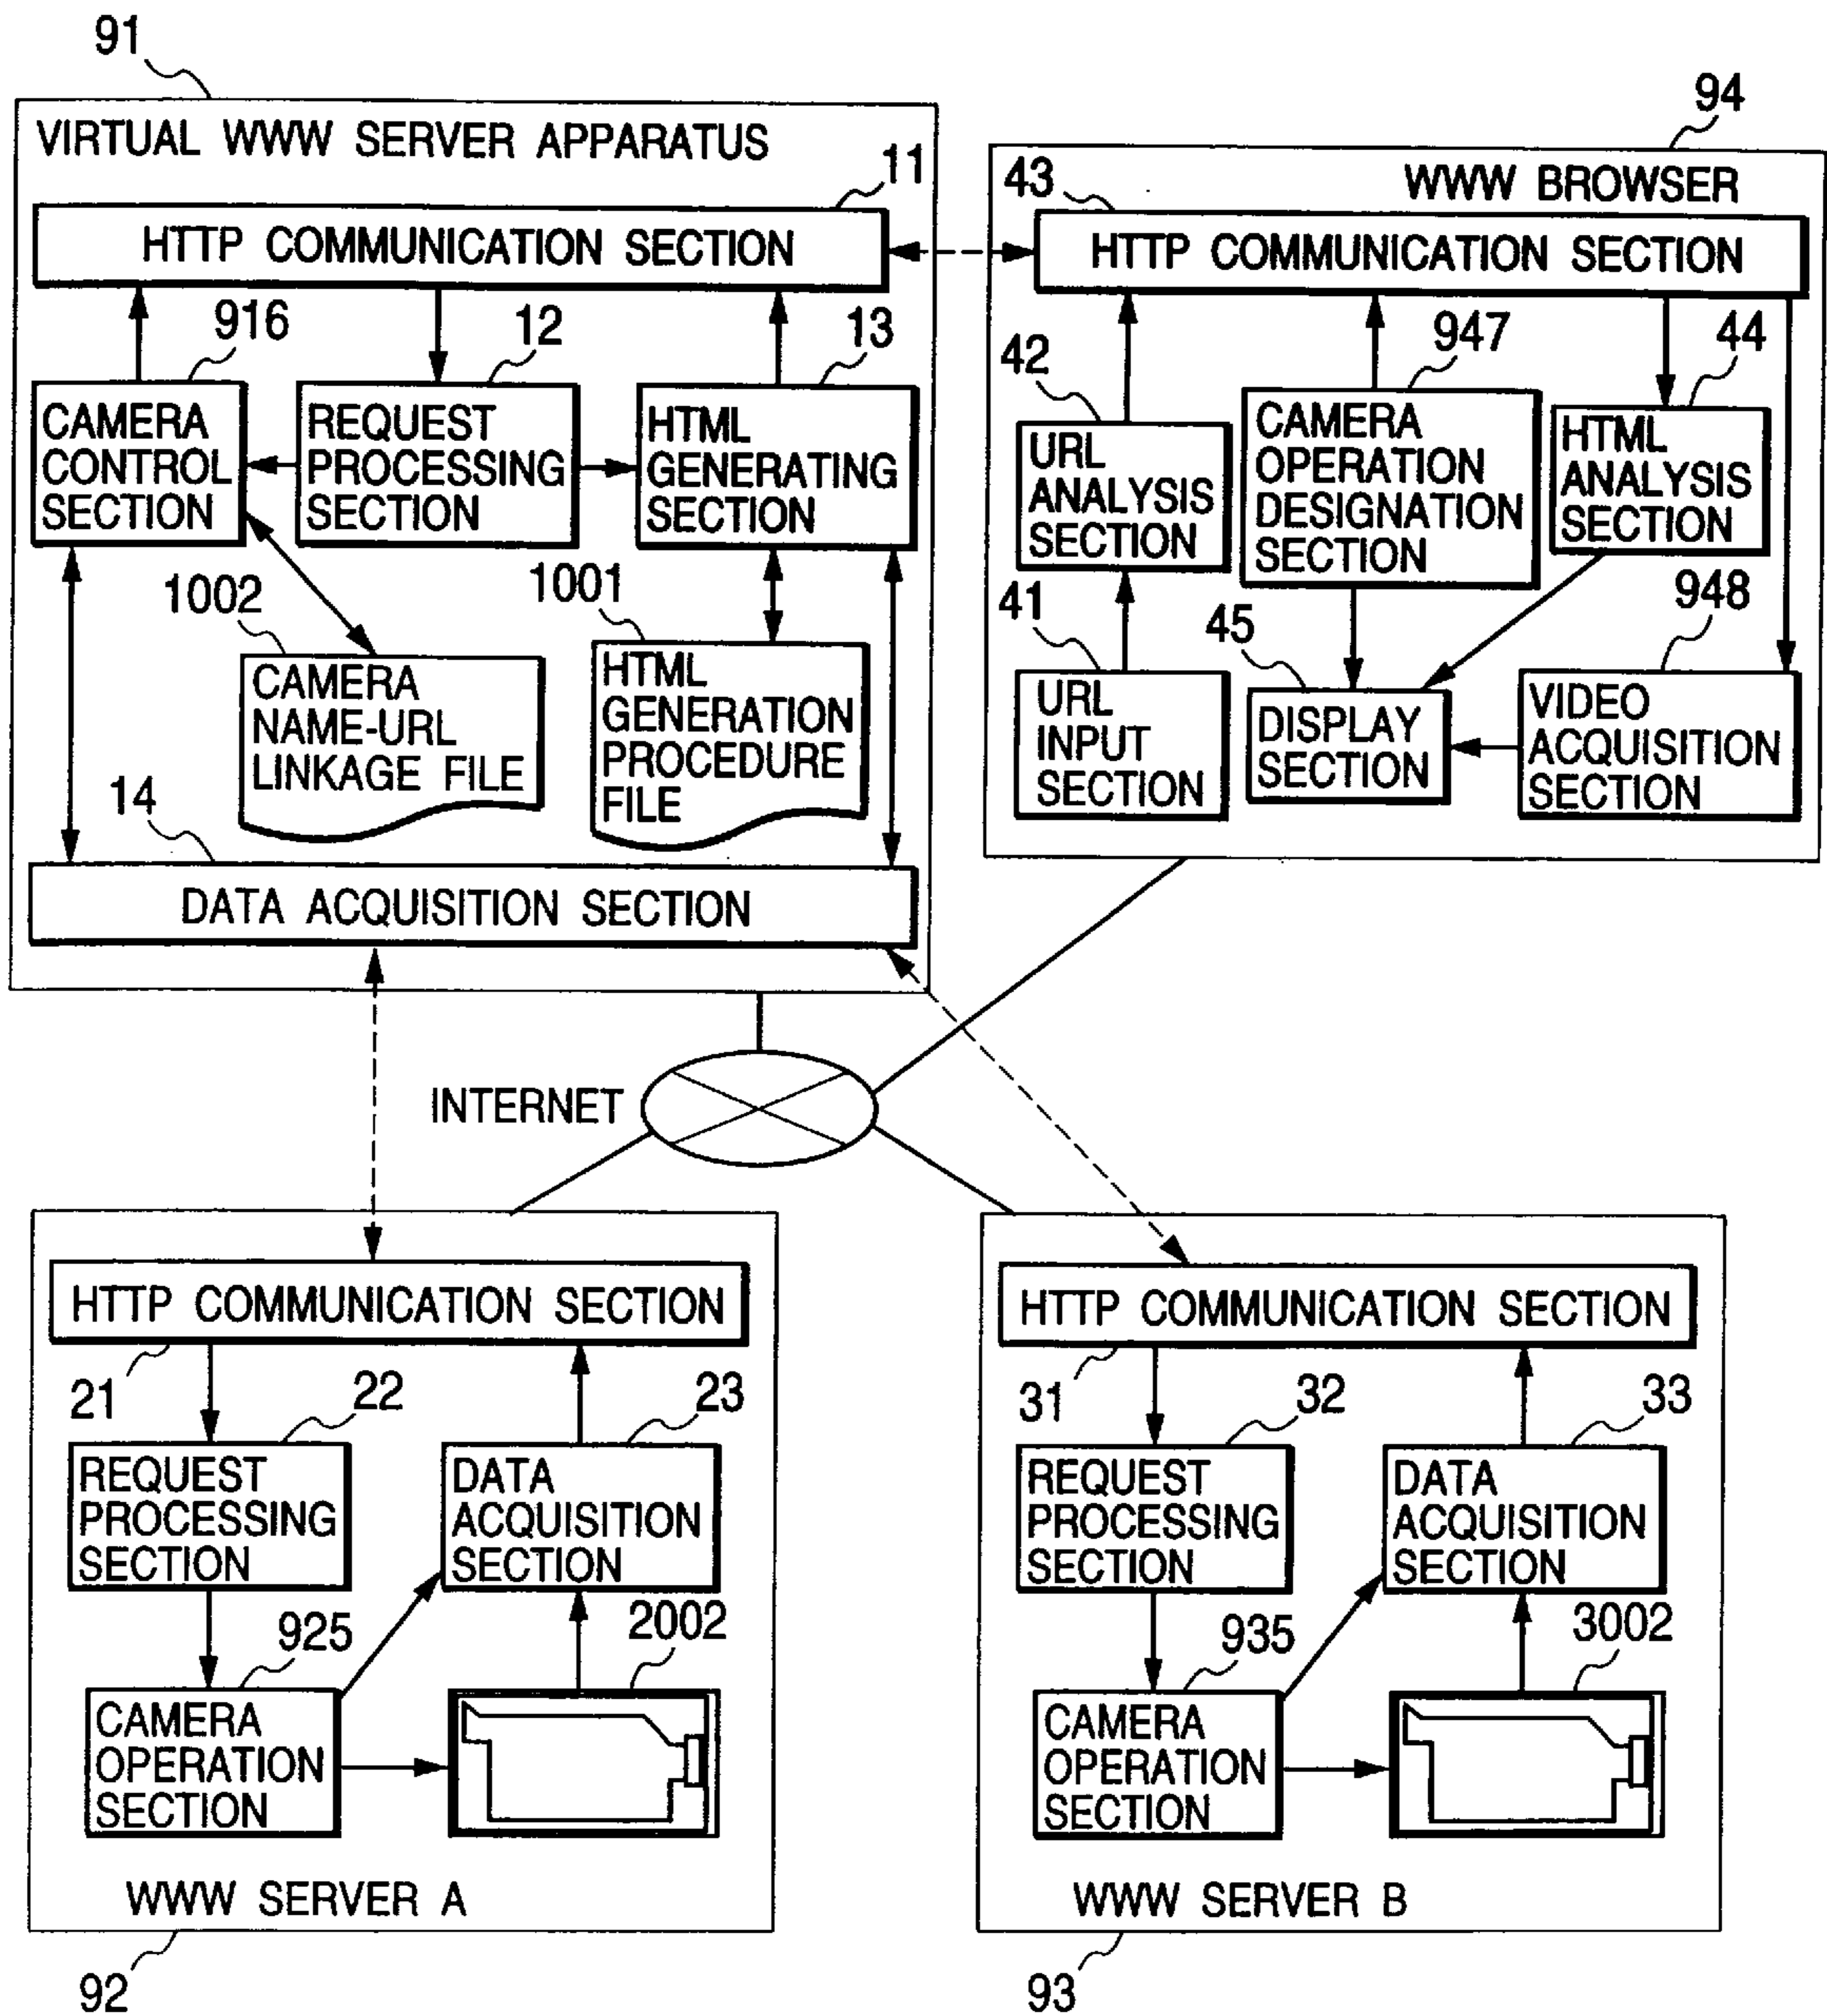 91
VIRTUAL WWW SERVER APPARATUS
11
HTTP COMMUNICATION SECTION
916
12
13
CAMERA
CONTROL
SECTION
REQUEST
PROCESSING
SECTION
HTML
GENERATING
SECTION
1002
1001
CAMERA
NAME-URL
LINKAGE FILE
HTML
GENERATION
PROCEDURE
FILE
14
DATA ACQUISITION SECTION
94
WWW BROWSER
43
HTTP COMMUNICATION SECTION
42
947
44
URL
ANALYSIS
SECTION
CAMERA
OPERATION
DESIGNATION
SECTION
HTML
ANALYSIS
SECTION
41
45
948
URL
INPUT
SECTION
DISPLAY
SECTION
VIDEO
ACQUISITION
SECTION
INTERNET
HTTP COMMUNICATION SECTION
21
22
23
REQUEST
PROCESSING
SECTION
DATA
ACQUISITION
SECTION
925
2002
CAMERA
OPERATION
SECTION
WWW SERVER A
92
HTTP COMMUNICATION SECTION
31
32
33
REQUEST
PROCESSING
SECTION
DATA
ACQUISITION
SECTION
935
3002
CAMERA
OPERATION
SECTION
WWW SERVER B
93